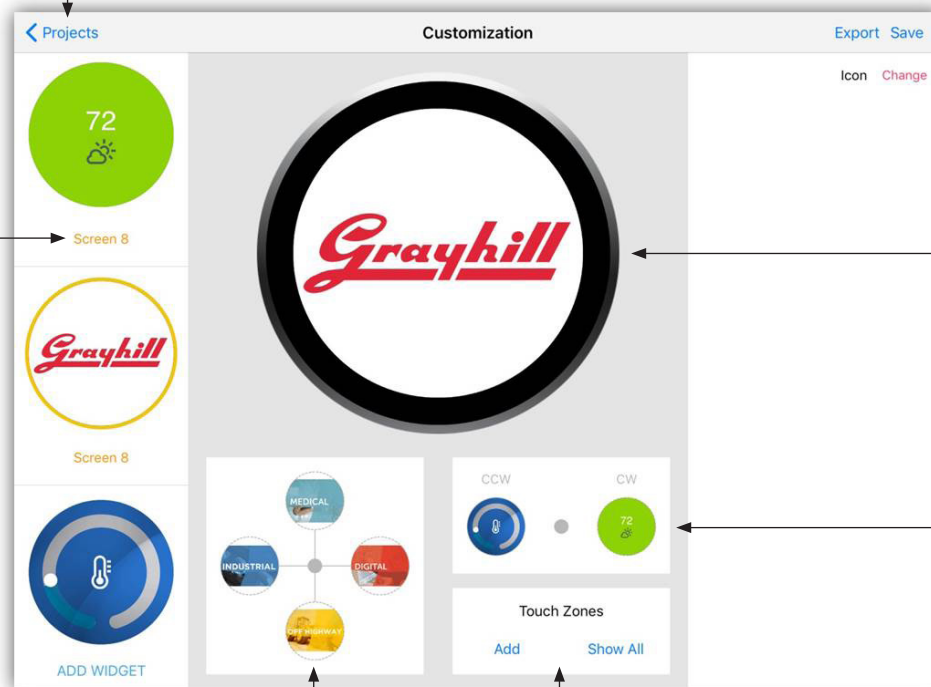 Projects
Customization
Export Save
Icon Change
72
Screen 8
Grayhill
Grayhill
Screen 8
ADD WIDGET
MEDICAL
INDUSTRIAL
DIGITAL
OFF HIGHWAY
CCW
CW
72
Touch Zones
Add
Show All